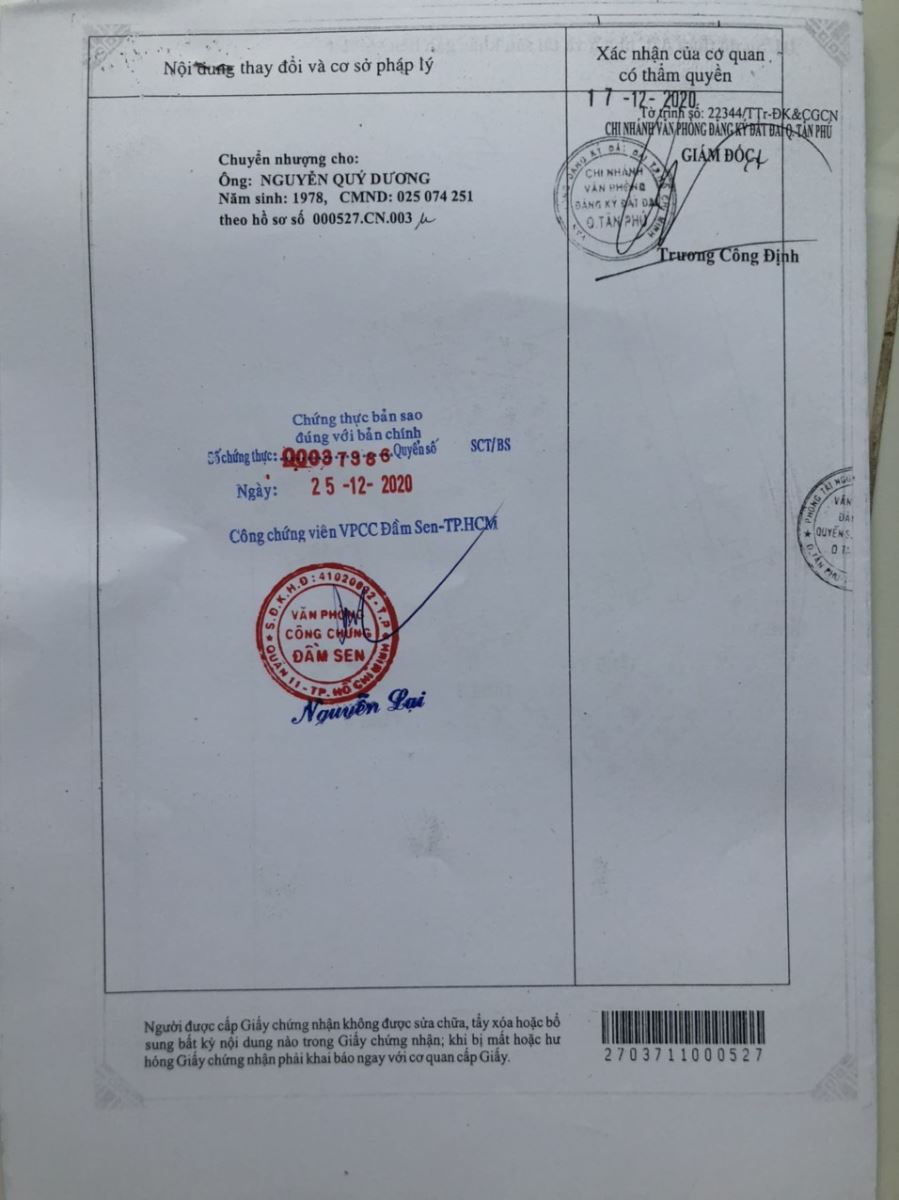 Nội dung thay đổi và cơ sở pháp lý
Xác nhận của cơ quan
có thẩm quyền
17-12-2020
Tờ trình số: 22344/TTr-ĐK&CGCN
CHI NHÁNH VĂN PHÒNG ĐĂNG KÝ ĐẤT ĐAI Q. TÂN PHÚ
GIÁM ĐỐC
CHI NHÁNH
VĂN PHÒNG
ĐĂNG KÝ ĐẤT ĐAI
Q.TÂN PHÚ
Trương Công Định
Chuyển nhượng cho:
Ông: NGUYỄN QUÝ DƯƠNG
Năm sinh: 1978, CMND: 025 074 251
theo hồ sơ số 000527.CN.003
Chứng thực bản sao
đúng với bản chính
Số chứng thực: 00037386 Quyển số SCT/BS
Ngày: 25-12-2020
Công chứng viên VPCC Đầm Sen-TP.HCM
S.Đ.K.H.Đ: 41020002-T.P
VĂN PHÒNG
CÔNG CHỨNG
ĐẦM SEN
QUẬN 11-TP. HỒ CHÍ MINH
Nguyễn Lại
PHÒNG TÀI
VĂN
QUYỀN S
Q.TÂN PHÚ
Người được cấp Giấy chứng nhận không được sửa chữa, tẩy xóa hoặc bổ
sung bất kỳ nội dung nào trong Giấy chứng nhận; khi bị mất hoặc hư
hỏng Giấy chứng nhận phải khai báo ngay với cơ quan cấp Giấy.
2703711000527